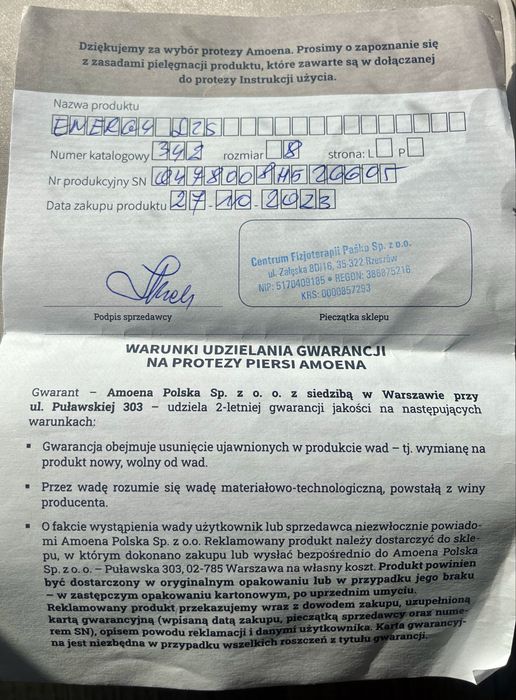 Dziękujemy za wybór protezy Amoena. Prosimy o zapoznanie się
z zasadami pielęgnacji produktu, które zawarte są w dołączanej
do protezy Instrukcji użycia.
Nazwa produktu
ENERGY L2S
Numer katalogowy 342 rozmiar 8 strona: L P
Nr produkcyjny SN
Data zakupu produktu 27-10-2023
Centrum Fizjoterapii Paśko Sp. z o.o.
ul. Załęska 80/16, 35-322 Rzeszów
NIP: 5170409185 • REGON: 386875216
KRS: 0000857293
Podpis sprzedawcy Pieczątka sklepu
WARUNKI UDZIELANIA GWARANCJI
NA PROTEZY PIERSI AMOENA
Gwarant – Amoena Polska Sp. z o. o. z siedzibą w Warszawie przy
ul. Puławskiej 303 – udziela 2-letniej gwarancji jakości na następujących
warunkach:
▪ Gwarancja obejmuje usunięcie ujawnionych w produkcie wad – tj. wymianę na
produkt nowy, wolny od wad.
▪ Przez wadę rozumie się wadę materiałowo-technologiczną, powstałą z winy
producenta.
▪ O fakcie wystąpienia wady użytkownik lub sprzedawca niezwłocznie powiado-
mi Amoena Polska Sp. z o.o. Reklamowany produkt należy dostarczyć do skle-
pu, w którym dokonano zakupu lub wysłać bezpośrednio do Amoena Polska
Sp. z o. o. – Puławska 303, 02-785 Warszawa na własny koszt. Produkt powinien
być dostarczony w oryginalnym opakowaniu lub w przypadku jego braku
– w zastępczym opakowaniu kartonowym, po uprzednim umyciu.
Reklamowany produkt przekazujemy wraz z dowodem zakupu, uzupełnioną
kartą gwarancyjną (wpisaną datą zakupu, pieczątką sprzedawcy oraz nume-
rem SN), opisem powodu reklamacji i danymi użytkownika. Karta gwarancyj-
na jest niezbędna w przypadku wszelkich roszczeń z tytułu gwarancji.